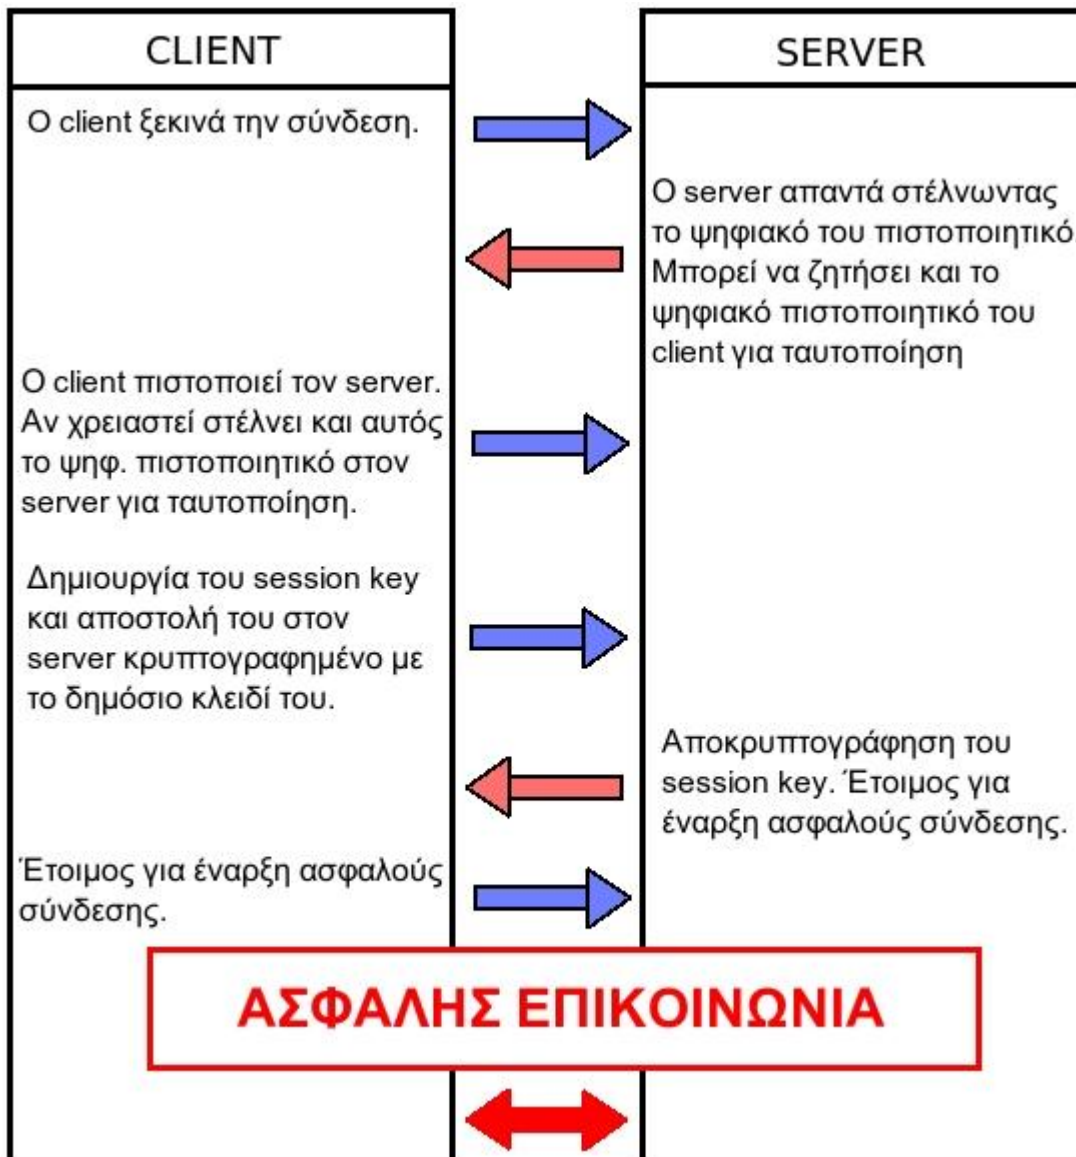 CLIENT
SERVER
Ο client ξεκινά την σύνδεση.
Ο server απαντά στέλνωντας
το ψηφιακό του πιστοποιητικό.
Μπορεί να ζητήσει και το
ψηφιακό πιστοποιητικό του
client για ταυτοποίηση
Ο client πιστοποιεί τον server.
Αν χρειαστεί στέλνει και αυτός
το ψηφ. πιστοποιητικό στον
server για ταυτοποίηση.
Δημιουργία του session key
και αποστολή του στον
server κρυπτογραφημένο με
το δημόσιο κλειδί του.
Αποκρυπτογράφηση του
session key. Έτοιμος για
έναρξη ασφαλούς σύνδεσης.
Έτοιμος για έναρξη ασφαλούς
σύνδεσης.
ΑΣΦΑΛΗΣ ΕΠΙΚΟΙΝΩΝΙΑ